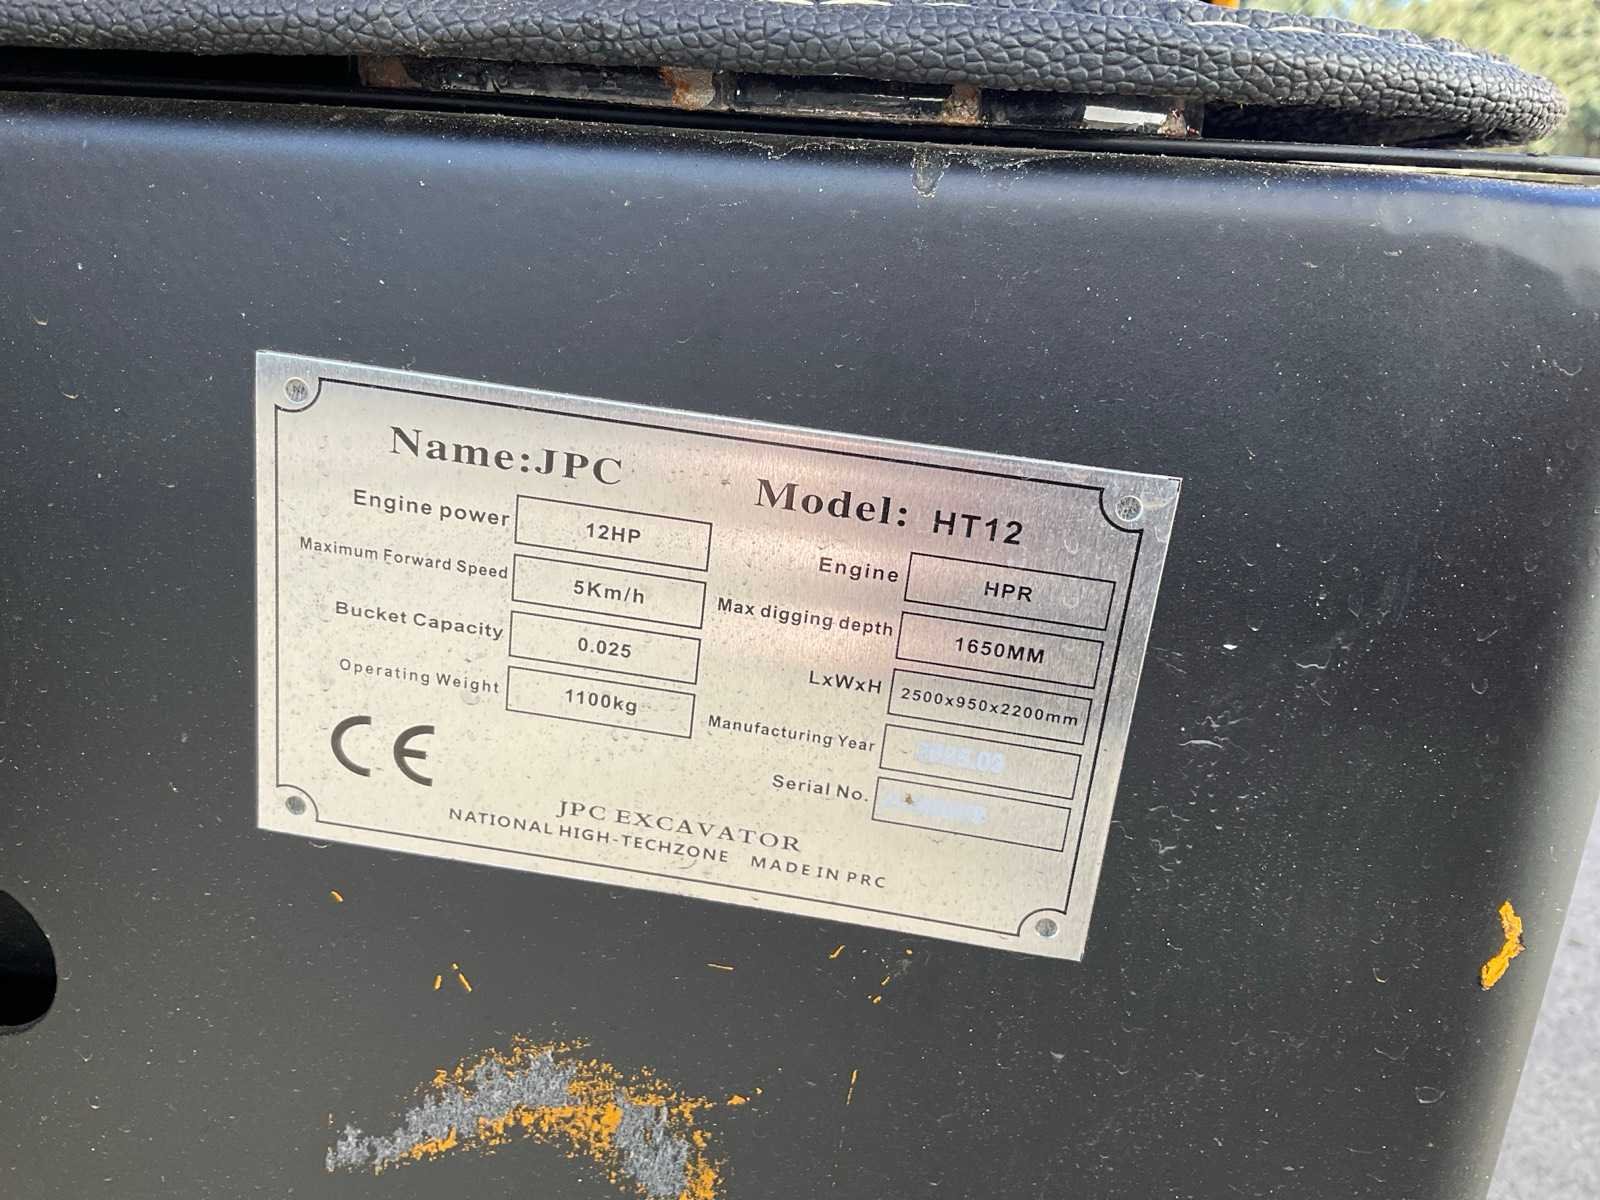 Name:JPC
Model: HT12
Engine power 12HP
Maximum Forward Speed 5Km/h
Bucket Capacity 0.025
Operating Weight 1100kg
Engine HPR
Max digging depth 1650MM
LxWxH 2500x950x2200mm
Manufacturing Year
Serial No.
CE
JPC EXCAVATOR
NATIONAL HIGH-TECHZONE MADE IN PRC